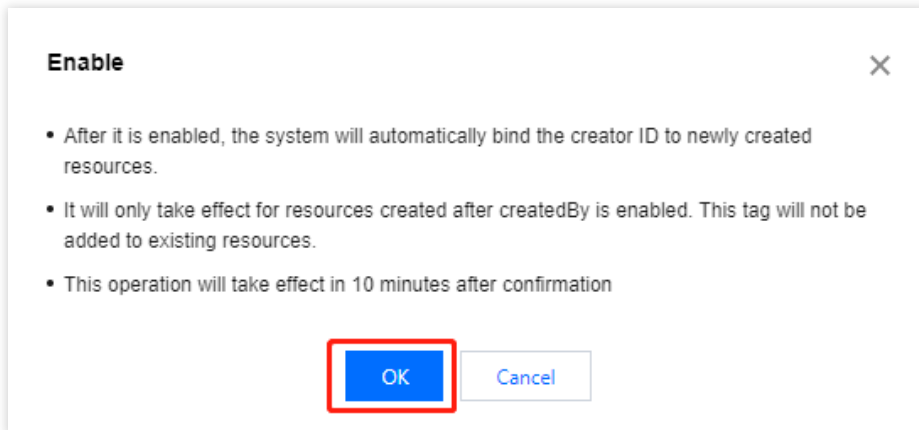 Enable
• After it is enabled, the system will automatically bind the creator ID to newly created
resources.
• It will only take effect for resources created after createdBy is enabled. This tag will not be
added to existing resources.
• This operation will take effect in 10 minutes after confirmation
OK Cancel